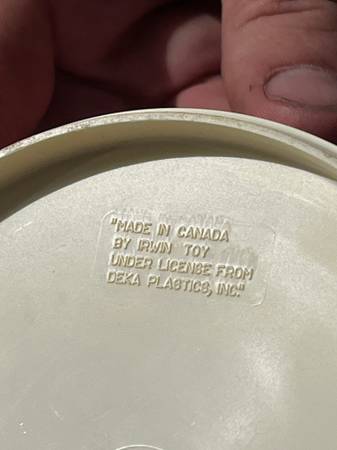 "MADE IN CANADA
BY IRWIN TOY
UNDER LICENSE FROM
DEKA PLASTICS, INC."